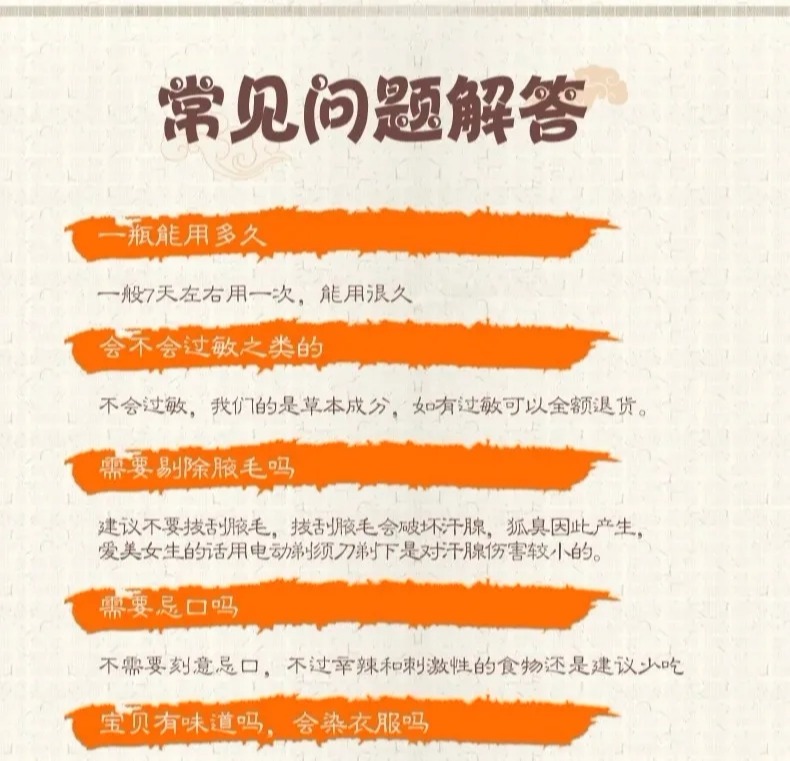 常见问题解答
一瓶能用多久
一般7天左右用一次，能用很久
会不会过敏之类的
不会过敏，我们的是草本成分，如有过敏可以全额退货。
需要剔除腋毛吗
建议不要拔刮腋毛，拔刮腋毛会破坏汗腺，狐臭因此产生，
爱美女生的话用电动剃须刀剃下是对汗腺伤害较小的。
需要忌口吗
不需要刻意忌口，不过辛辣和刺激性的食物还是建议少吃
宝贝有味道吗，会染衣服吗